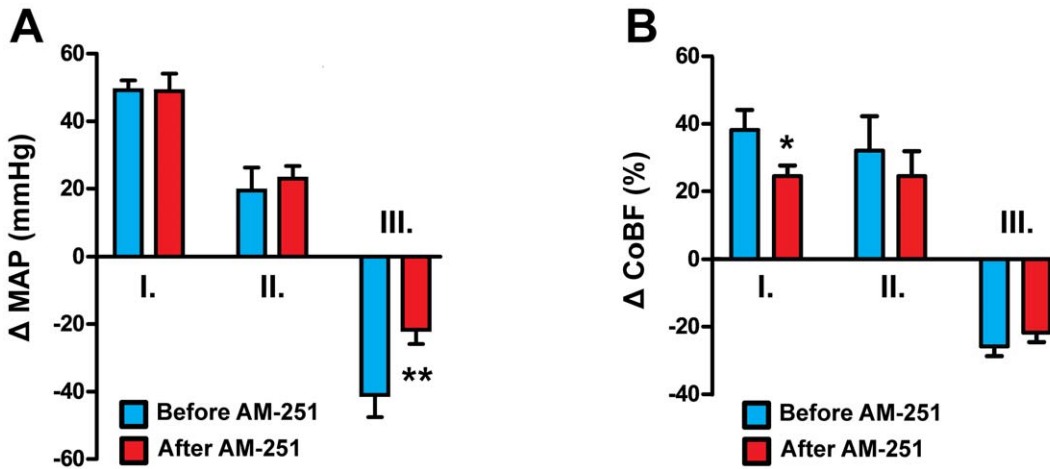 A
Δ MAP (mmHg)
60
40
20
0
-20
-40
-60
I.
II.
III.
**
Before AM-251
After AM-251
B
Δ CoBF (%)
60
40
20
0
-20
-40
*
I.
II.
III.
Before AM-251
After AM-251